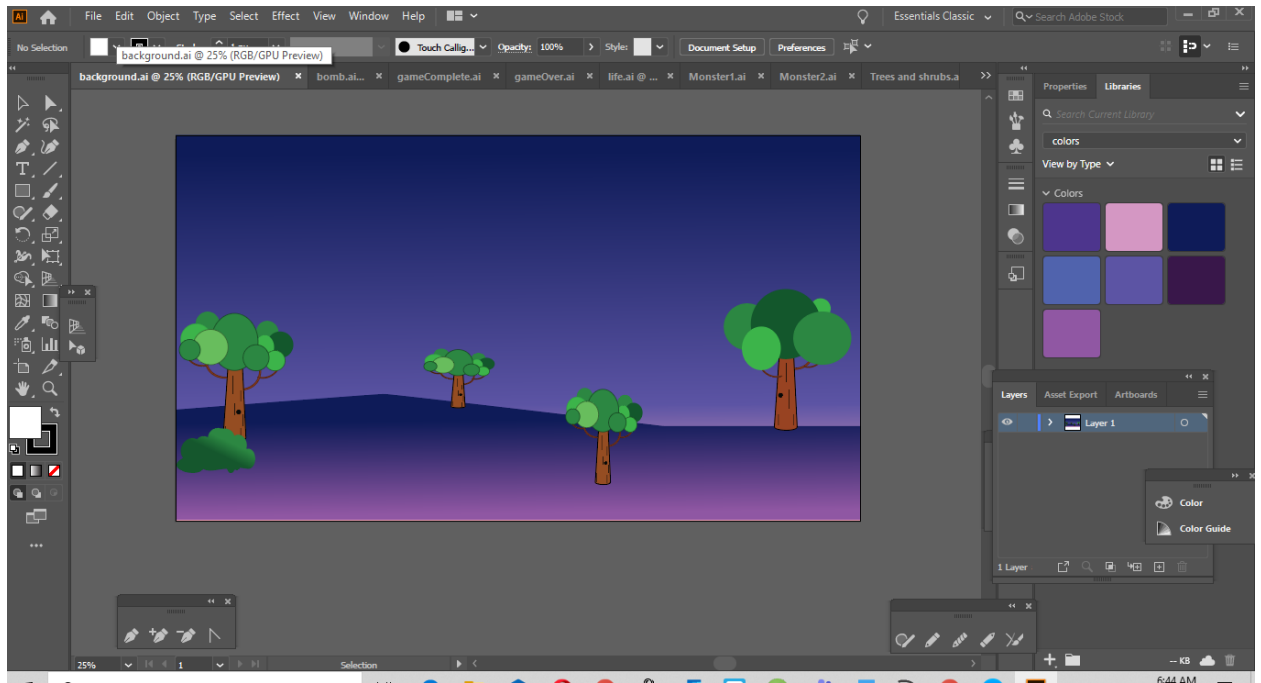 Ai File Edit Object Type Select Effect View Window Help Essentials Classic Search Adobe Stock
No Selection Touch Callig... Opacity: 100% Style: Document Setup Preferences
background.ai @ 25% (RGB/GPU Preview)
background.ai @ 25% (RGB/GPU Preview) × bomb.ai... × gameComplete.ai × gameOver.ai × life.ai @ ... × Monster1.ai × Monster2.ai × Trees and shrubs.a
Properties Libraries
Search Current Library
colors
View by Type
Colors
Layers Asset Export Artboards
Layer 1
Color
Color Guide
1 Layer
25% 1 Selection
-- KB
6:44 AM